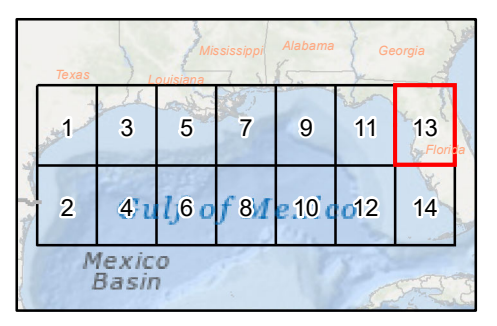 Mississippi Alabama Georgia
Texas Louisiana
1 3 5 7 9 11 13
Florida
2 4 6 8 10 12 14
Gulf of Mexico
Mexico
Basin